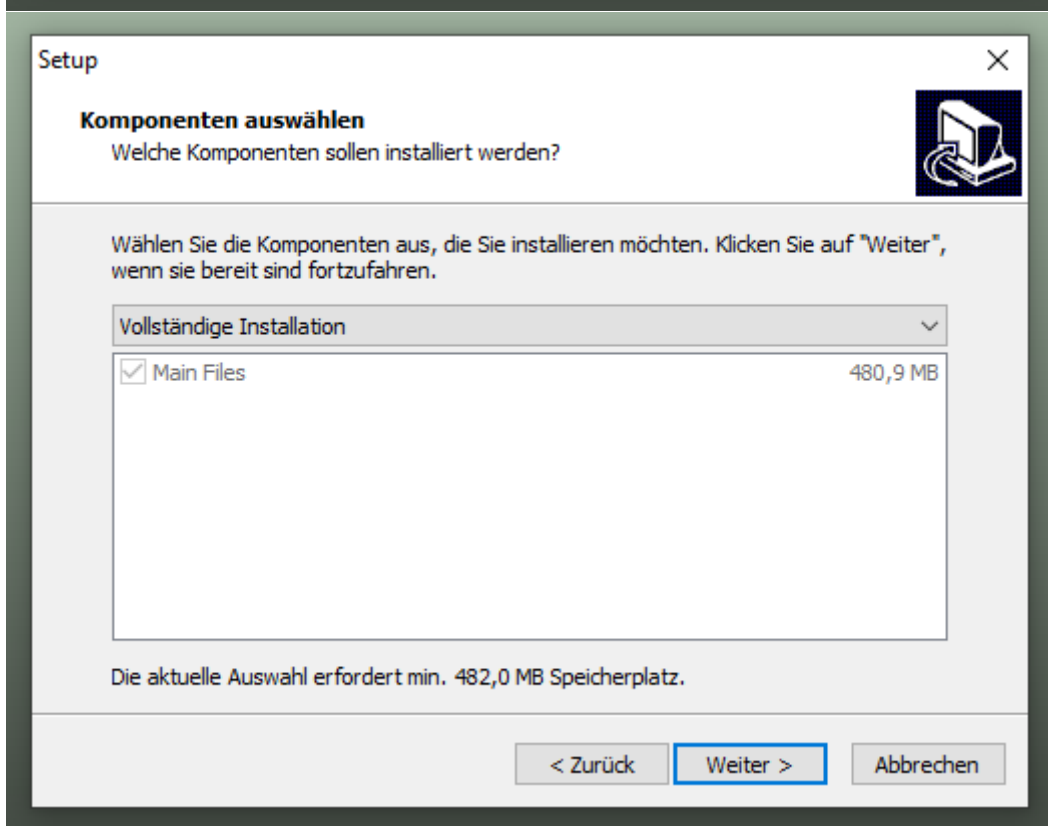 Setup
Komponenten auswählen
Welche Komponenten sollen installiert werden?
Wählen Sie die Komponenten aus, die Sie installieren möchten. Klicken Sie auf "Weiter",
wenn sie bereit sind fortzufahren.
Vollständige Installation
Main Files 480,9 MB
Die aktuelle Auswahl erfordert min. 482,0 MB Speicherplatz.
< Zurück Weiter > Abbrechen